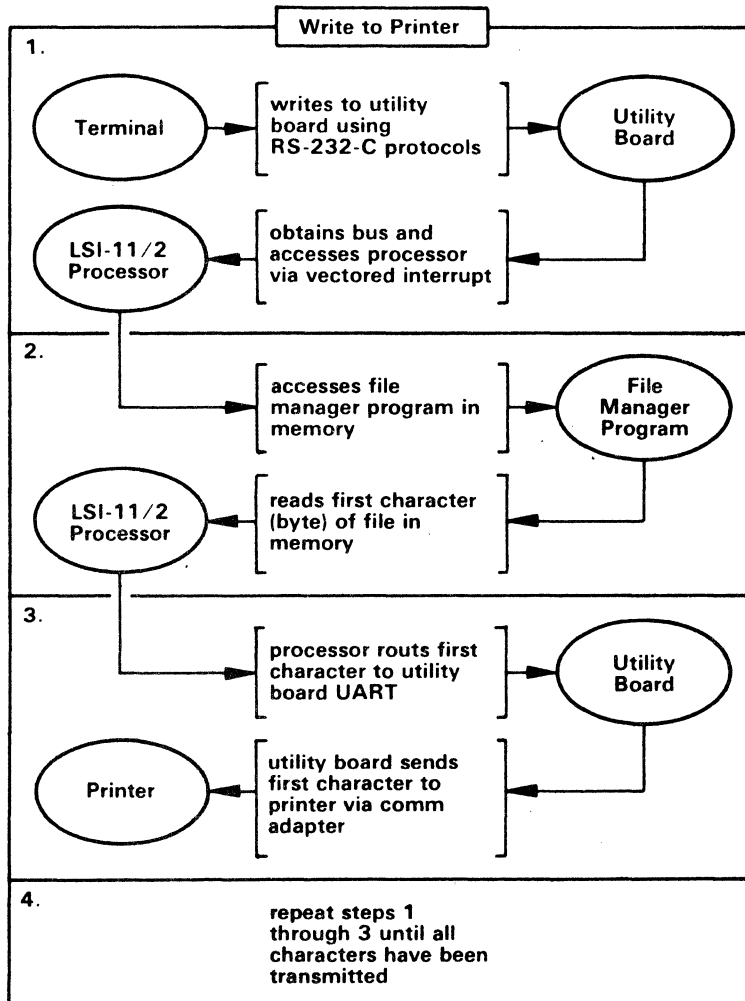 Write to Printer
1.
Terminal
writes to utility
board using
RS-232-C protocols
Utility
Board
LSI-11/2
Processor
obtains bus and
accesses processor
via vectored interrupt
2.
accesses file
manager program in
memory
File
Manager
Program
LSI-11/2
Processor
reads first character
(byte) of file in
memory
3.
processor routs first
character to utility
board UART
Utility
Board
Printer
utility board sends
first character to
printer via comm
adapter
4.
repeat steps 1
through 3 until all
characters have been
transmitted